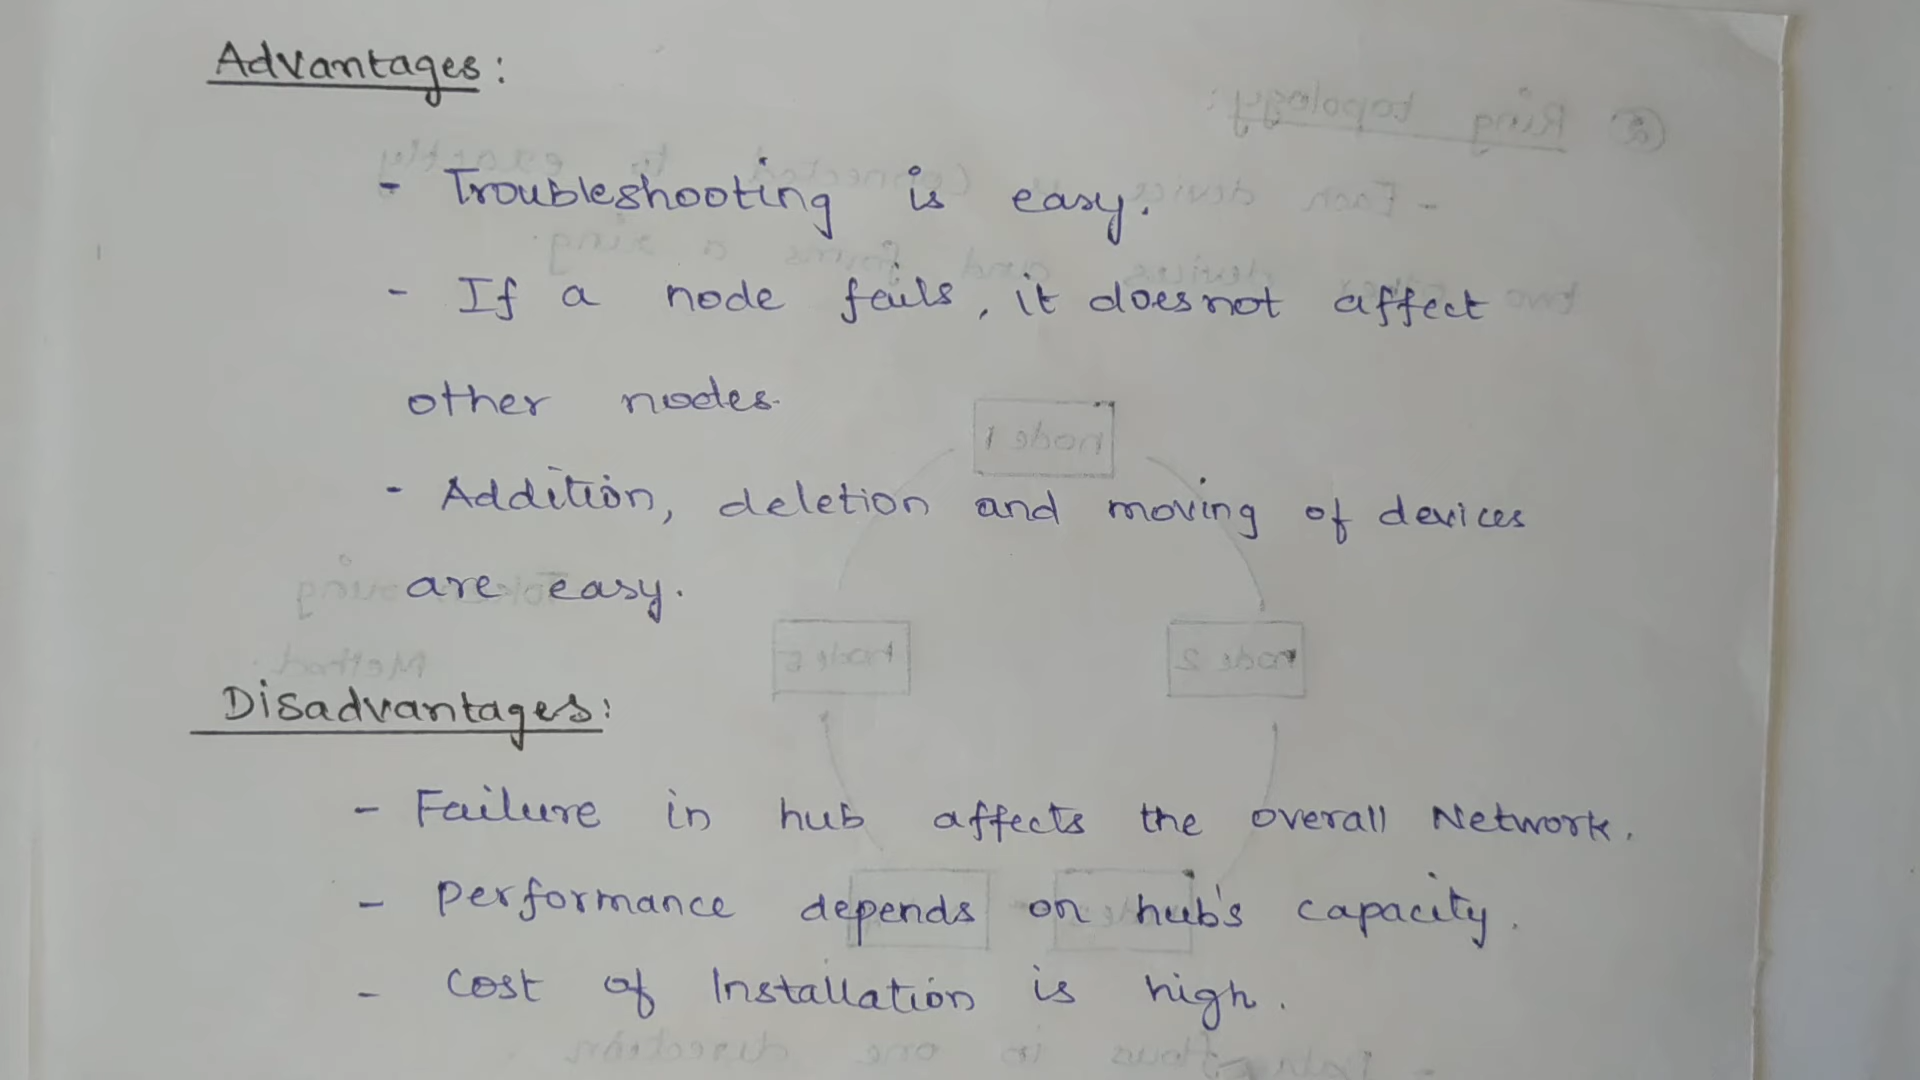 Advantages:
- Troubleshooting is easy.
- If a node fails, it does not affect
other nodes.
- Addition, deletion and moving of devices
are easy.
Disadvantages:
- Failure in hub affects the overall Network.
- Performance depends on hub's capacity.
- Cost of Installation is high.